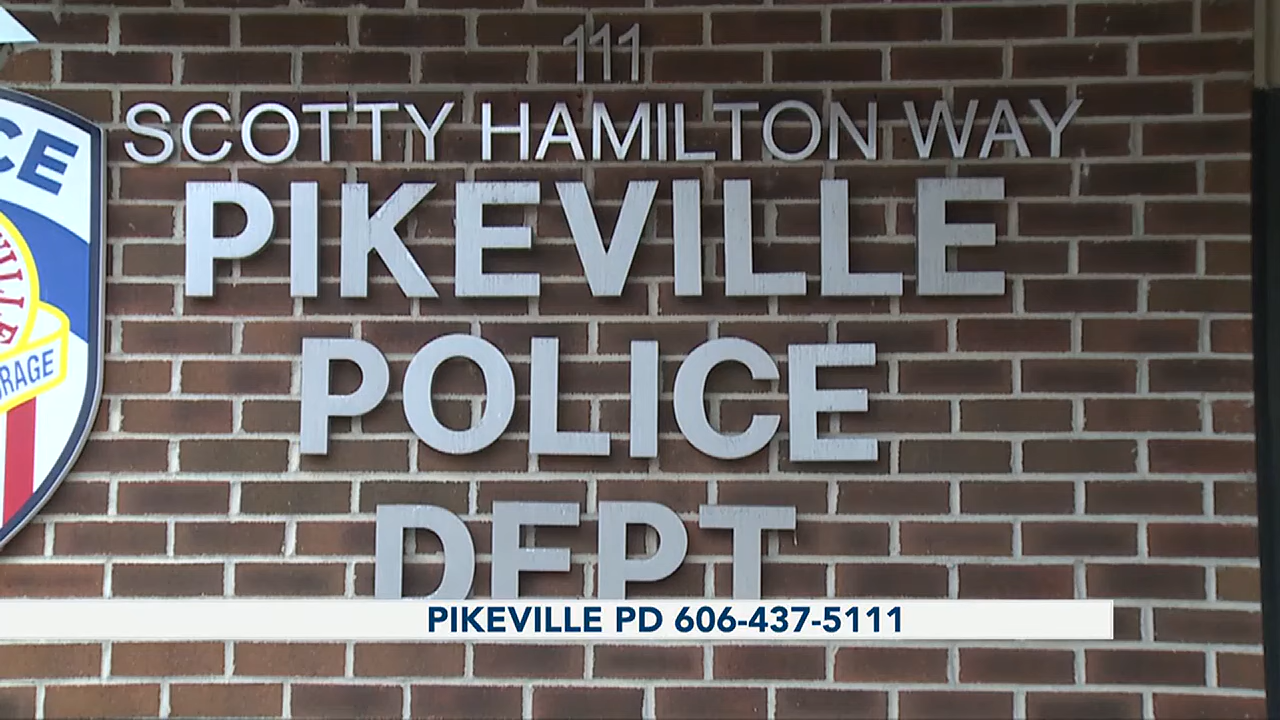 111
SCOTTY HAMILTON WAY
PIKEVILLE
POLICE
DEPT
PIKEVILLE PD 606-437-5111